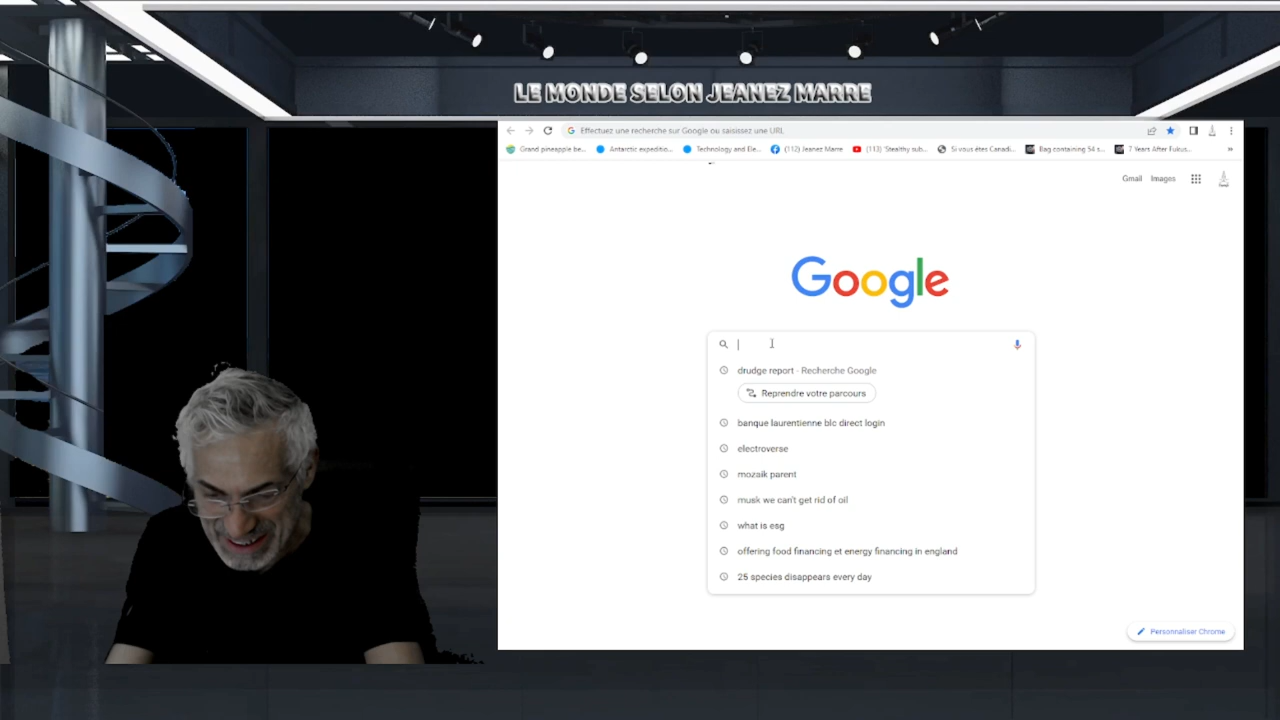 LE MONDE SELON JEANEZ MARRE
Effectuez une recherche sur Google ou saisissez une URL
Grand pineapple be... Antarctic expeditio... Technology and Ele... (112) Jeanez Marre (113) 'Stealthy sub... Si vous êtes Canadi... Bag containing 54 s... 7 Years After Fukus... »
Gmail Images
Google
drudge report - Recherche Google
Reprendre votre parcours
banque laurentienne blc direct login
electroverse
mozaik parent
musk we can't get rid of oil
what is esg
offering food financing et energy financing in england
25 species disappears every day
Personnaliser Chrome